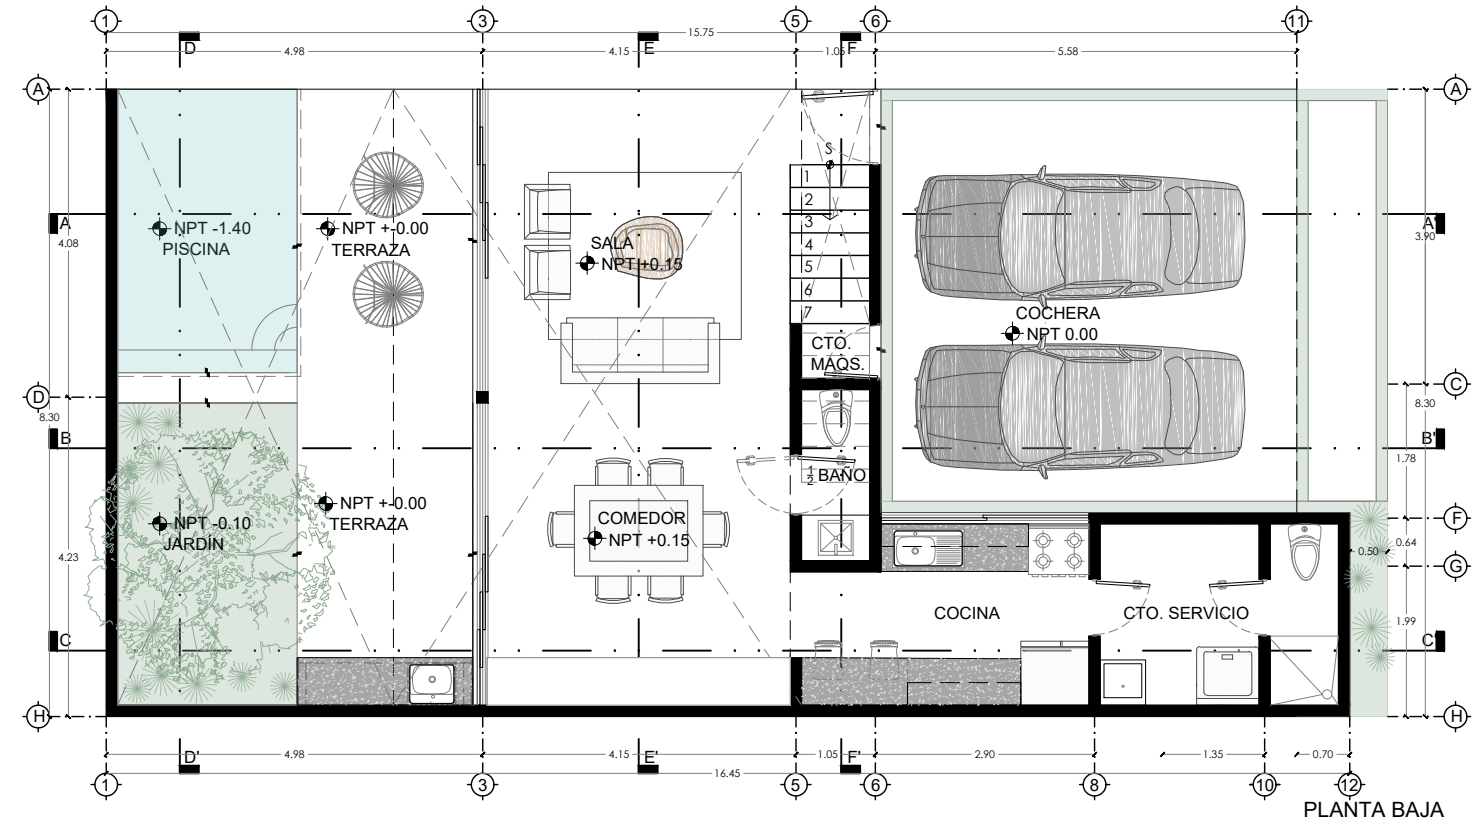 1 3 5 6 11
15.75
D E F
4.98 4.15 1.05 5.58
A A
S
1
2
3
4
5
6
7
A A'
4.08 3.90
NPT -1.40
PISCINA
NPT +-0.00
TERRAZA
SALA
NPT +0.15
COCHERA
NPT 0.00
CTO.
MAQS.
D C
8.30 8.30
B B'
1.78
1/2 BAÑO
NPT +-0.00
TERRAZA
NPT -0.10
JARDÍN
COMEDOR
NPT +0.15
F
0.50 0.64
4.23
G
COCINA
CTO. SERVICIO
1.99
C C'
H H
D' E' F'
4.98 4.15 1.05 2.90 1.35 0.70
16.45
1 3 5 6 8 10 12
PLANTA BAJA